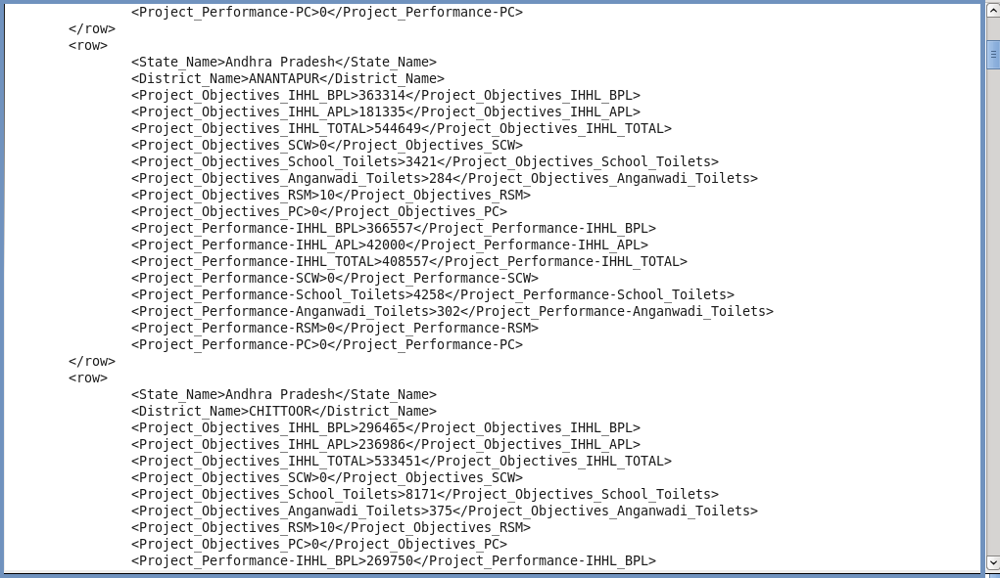 <Project_Performance-PC>0</Project_Performance-PC>
</row>
<row>
<State_Name>Andhra Pradesh</State_Name>
<District_Name>ANANTAPUR</District_Name>
<Project_Objectives_IHHL_BPL>363314</Project_Objectives_IHHL_BPL>
<Project_Objectives_IHHL_APL>181335</Project_Objectives_IHHL_APL>
<Project_Objectives_IHHL_TOTAL>544649</Project_Objectives_IHHL_TOTAL>
<Project_Objectives_SCW>0</Project_Objectives_SCW>
<Project_Objectives_School_Toilets>3421</Project_Objectives_School_Toilets>
<Project_Objectives_Anganwadi_Toilets>284</Project_Objectives_Anganwadi_Toilets>
<Project_Objectives_RSM>10</Project_Objectives_RSM>
<Project_Objectives_PC>0</Project_Objectives_PC>
<Project_Performance-IHHL_BPL>366557</Project_Performance-IHHL_BPL>
<Project_Performance-IHHL_APL>42000</Project_Performance-IHHL_APL>
<Project_Performance-IHHL_TOTAL>408557</Project_Performance-IHHL_TOTAL>
<Project_Performance-SCW>0</Project_Performance-SCW>
<Project_Performance-School_Toilets>4258</Project_Performance-School_Toilets>
<Project_Performance-Anganwadi_Toilets>302</Project_Performance-Anganwadi_Toilets>
<Project_Performance-RSM>0</Project_Performance-RSM>
<Project_Performance-PC>0</Project_Performance-PC>
</row>
<row>
<State_Name>Andhra Pradesh</State_Name>
<District_Name>CHITTOOR</District_Name>
<Project_Objectives_IHHL_BPL>296465</Project_Objectives_IHHL_BPL>
<Project_Objectives_IHHL_APL>236986</Project_Objectives_IHHL_APL>
<Project_Objectives_IHHL_TOTAL>533451</Project_Objectives_IHHL_TOTAL>
<Project_Objectives_SCW>0</Project_Objectives_SCW>
<Project_Objectives_School_Toilets>8171</Project_Objectives_School_Toilets>
<Project_Objectives_Anganwadi_Toilets>375</Project_Objectives_Anganwadi_Toilets>
<Project_Objectives_RSM>10</Project_Objectives_RSM>
<Project_Objectives_PC>0</Project_Objectives_PC>
<Project_Performance-IHHL_BPL>269750</Project_Performance-IHHL_BPL>